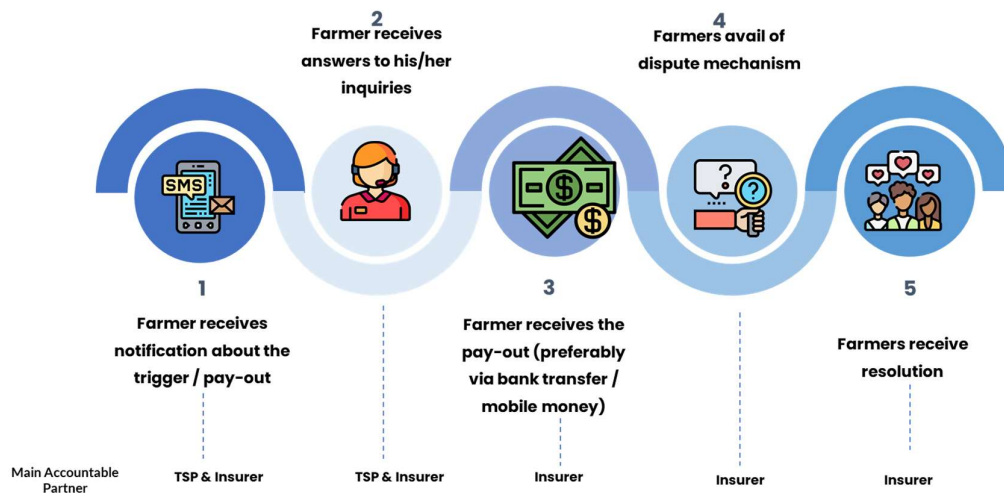 2
Farmer receives
answers to his/her
inquiries
4
Farmers avail of
dispute mechanism
SMS
?
?
$
$
1
Farmer receives
notification about the
trigger / pay-out
3
Farmer receives the
pay-out (preferably
via bank transfer /
mobile money)
5
Farmers receive
resolution
Main Accountable
Partner
TSP & Insurer
TSP & Insurer
Insurer
Insurer
Insurer